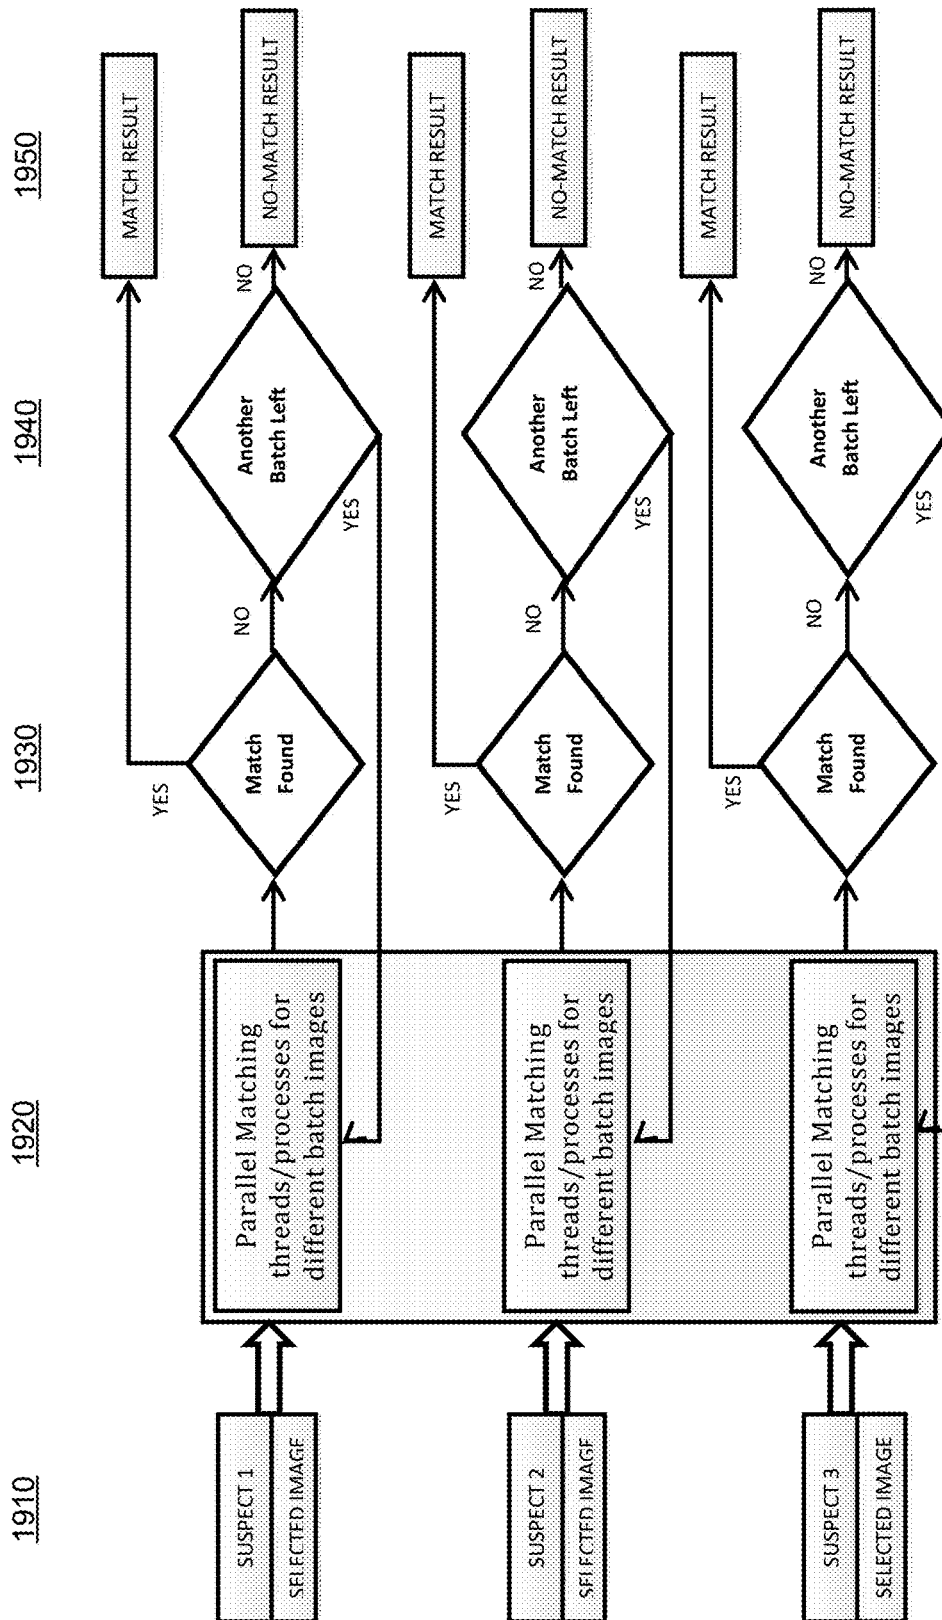 1910
1920
1930
1940
1950
SUSPECT 1
SELECTED IMAGE
Parallel Matching
threads/processes for
different batch images
Match
Found
YES
NO
Another
Batch Left
YES
NO
MATCH RESULT
NO-MATCH RESULT
SUSPECT 2
SELECTED IMAGE
Parallel Matching
threads/processes for
different batch images
Match
Found
YES
NO
Another
Batch Left
YES
NO
MATCH RESULT
NO-MATCH RESULT
SUSPECT 3
SELECTED IMAGE
Parallel Matching
threads/processes for
different batch images
Match
Found
YES
NO
Another
Batch Left
YES
NO
MATCH RESULT
NO-MATCH RESULT